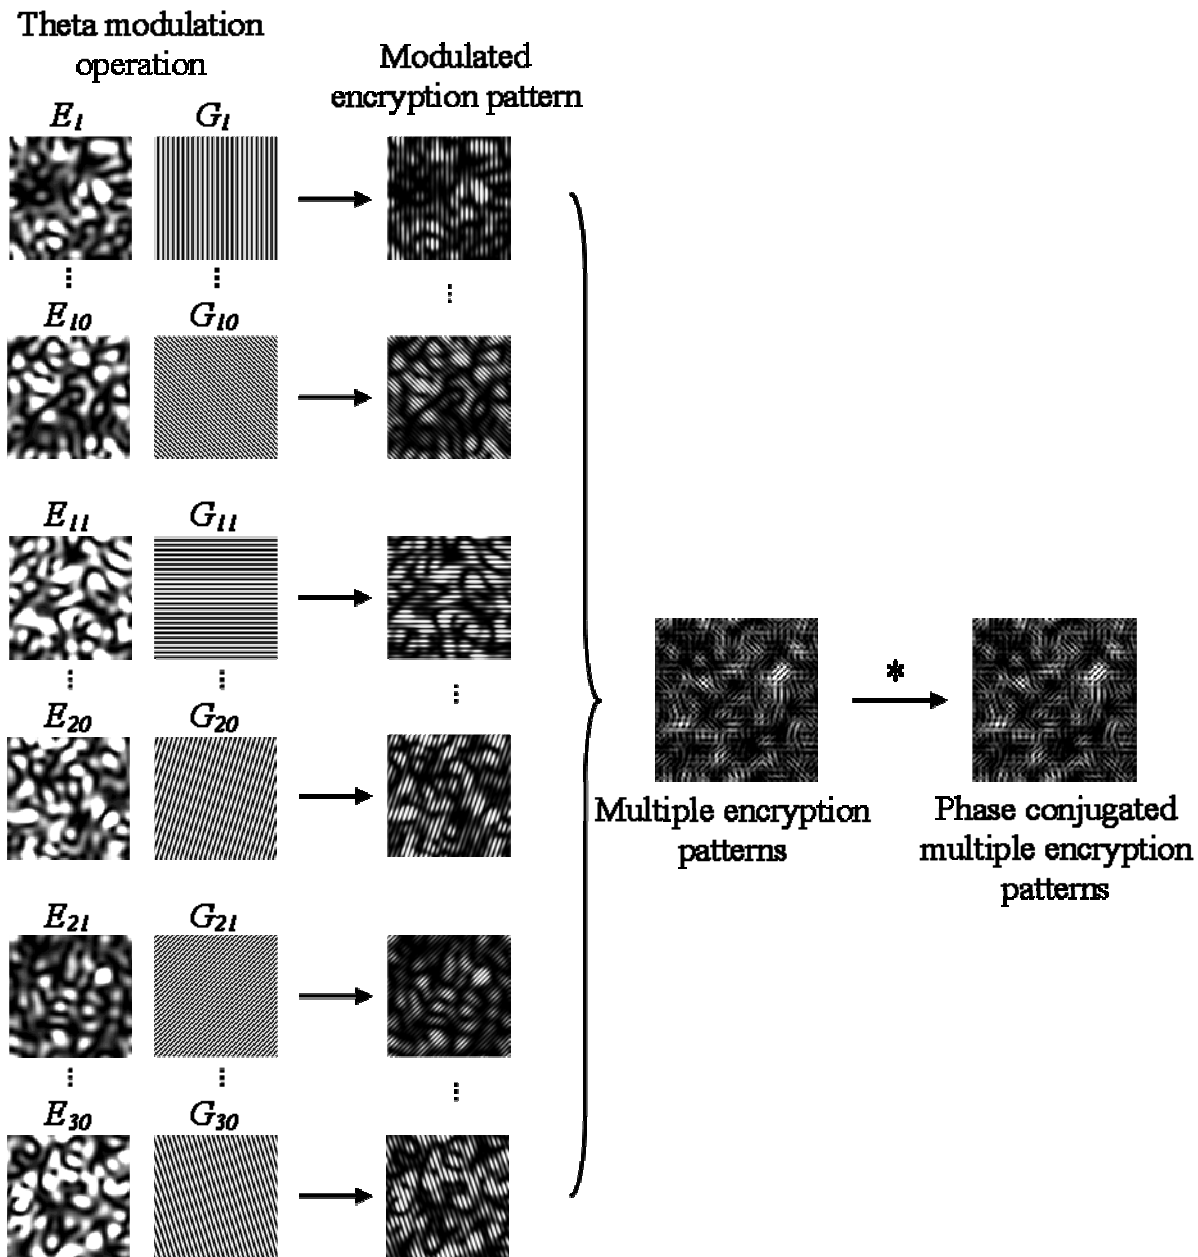 Theta modulation
operation
Modulated
encryption pattern
E1 G1
E10 G10
E11 G11
E20 G20
E21 G21
E30 G30
*
Multiple encryption
patterns
Phase conjugated
multiple encryption
patterns